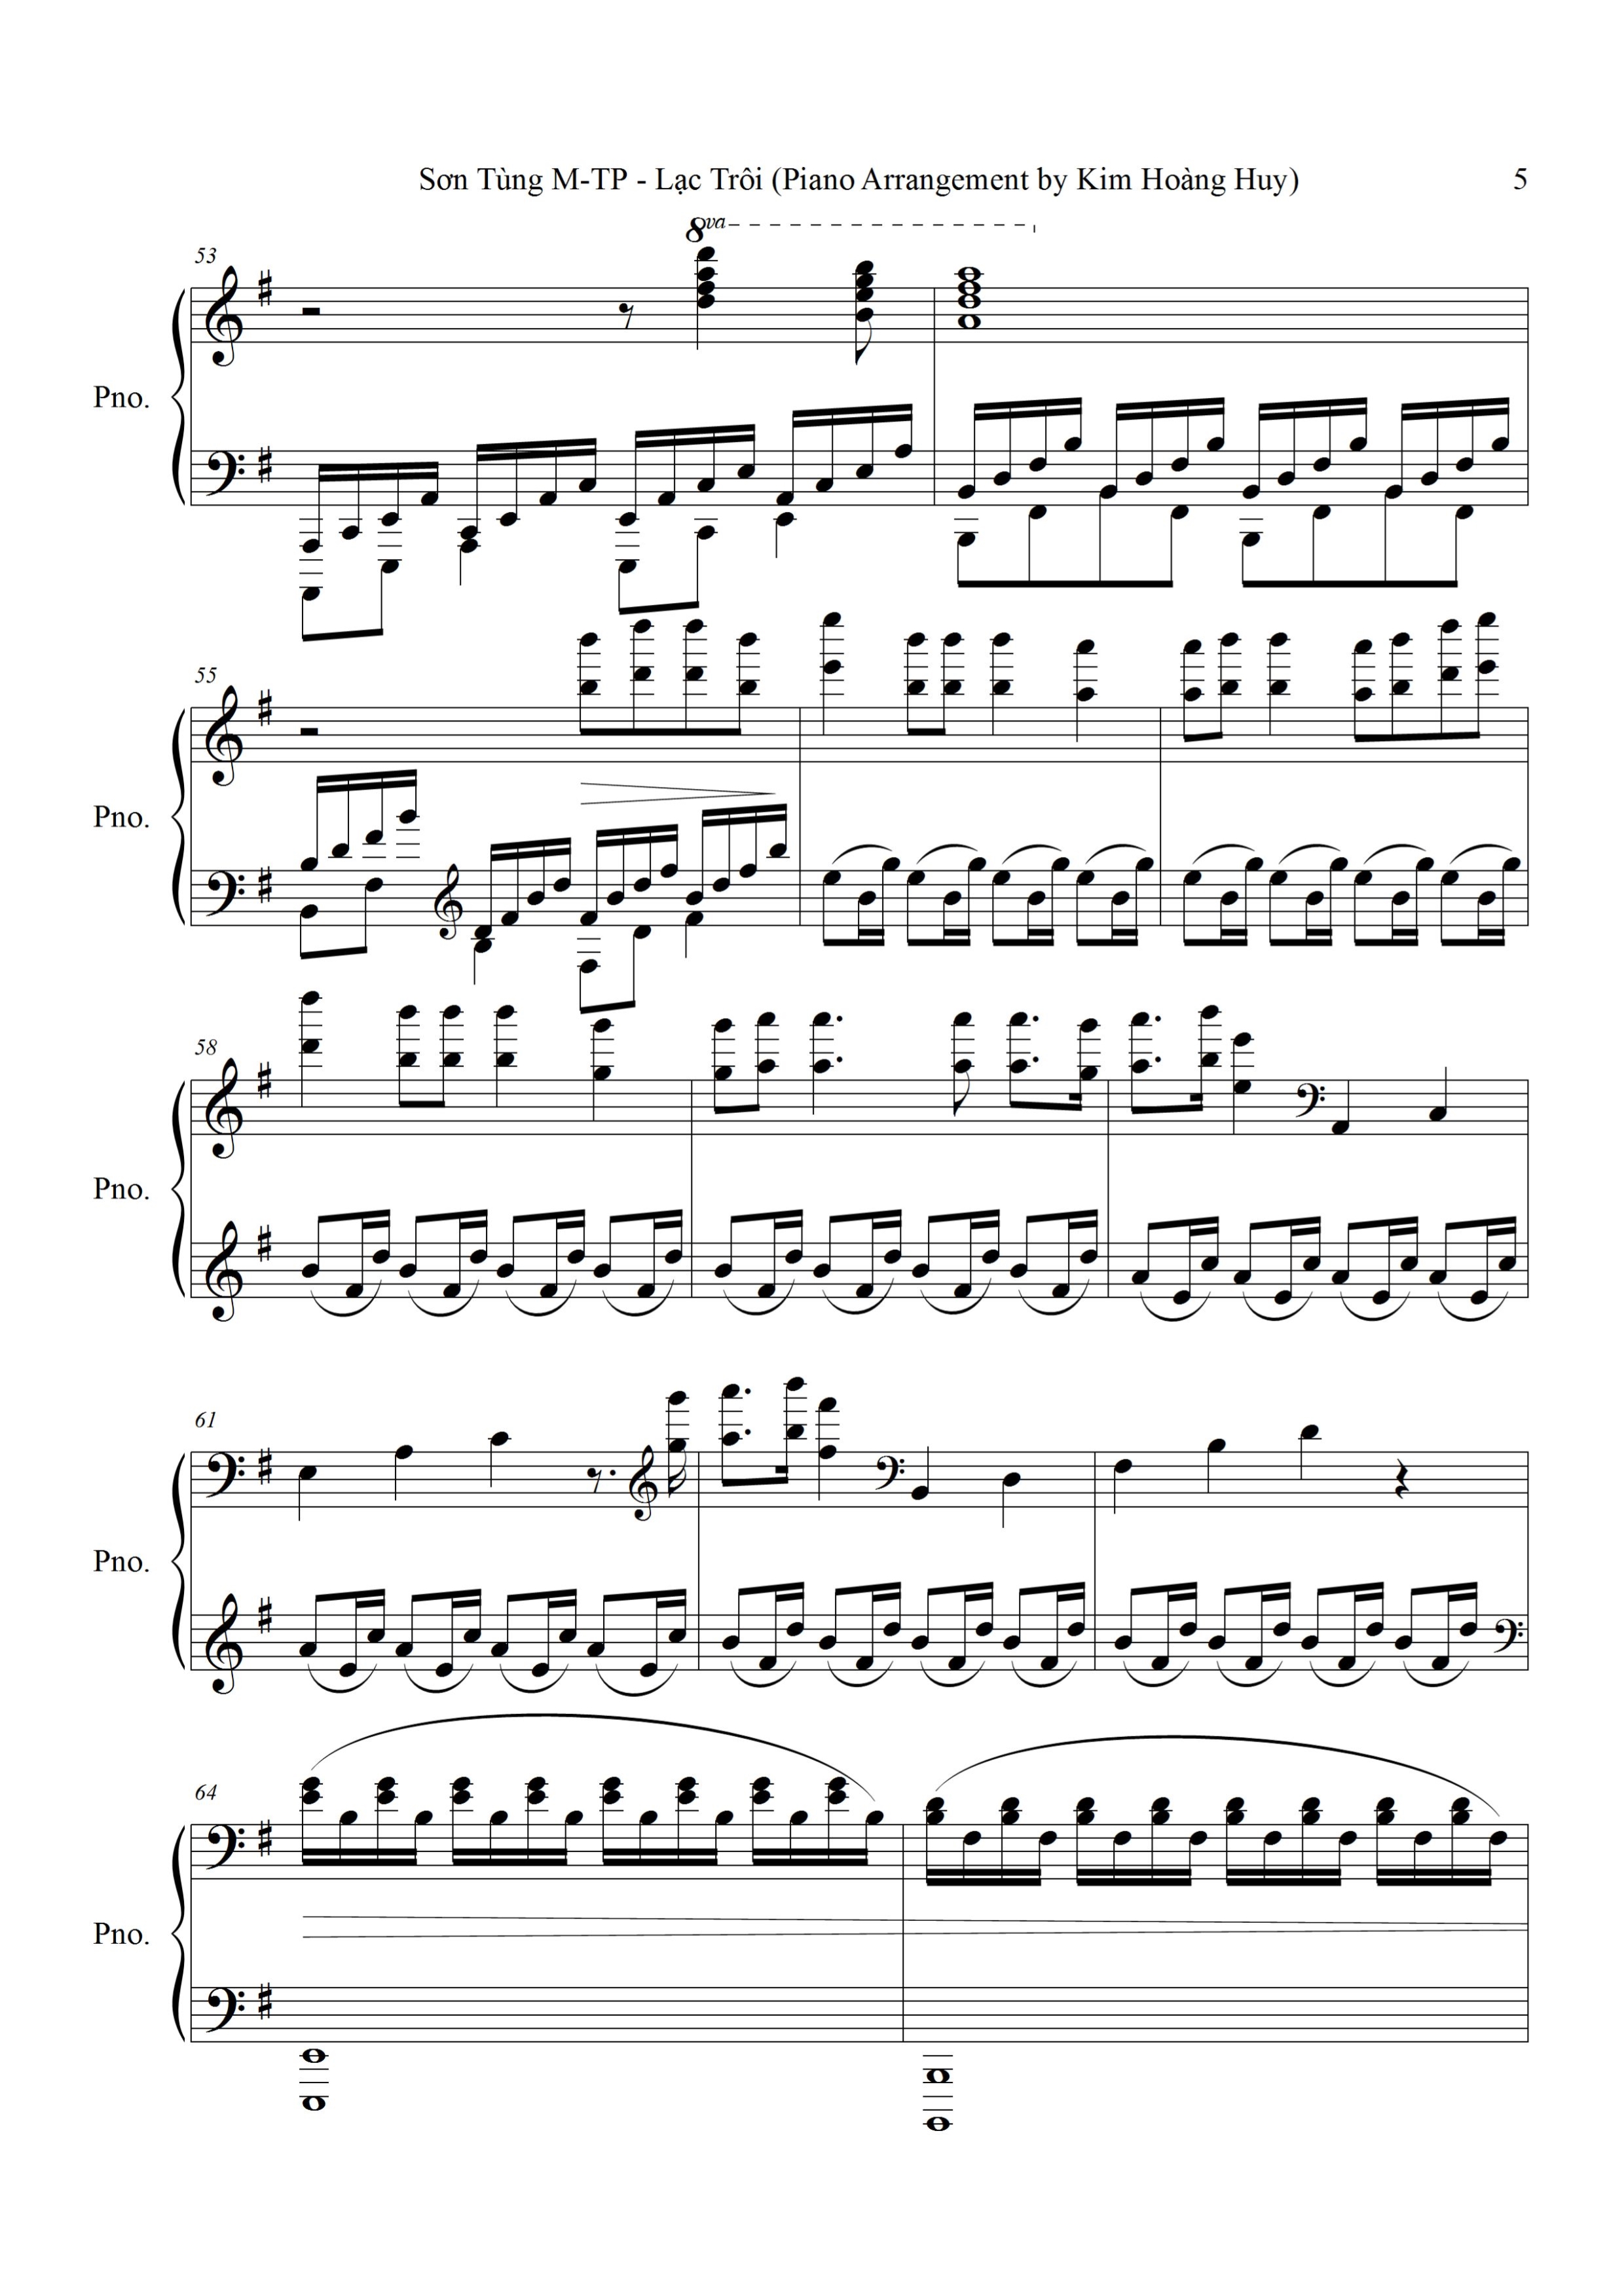 Sơn Tùng M-TP - Lạc Trôi (Piano Arrangement by Kim Hoàng Huy) 5
8va
53
Pno.
55
Pno.
58
Pno.
61
Pno.
64
Pno.